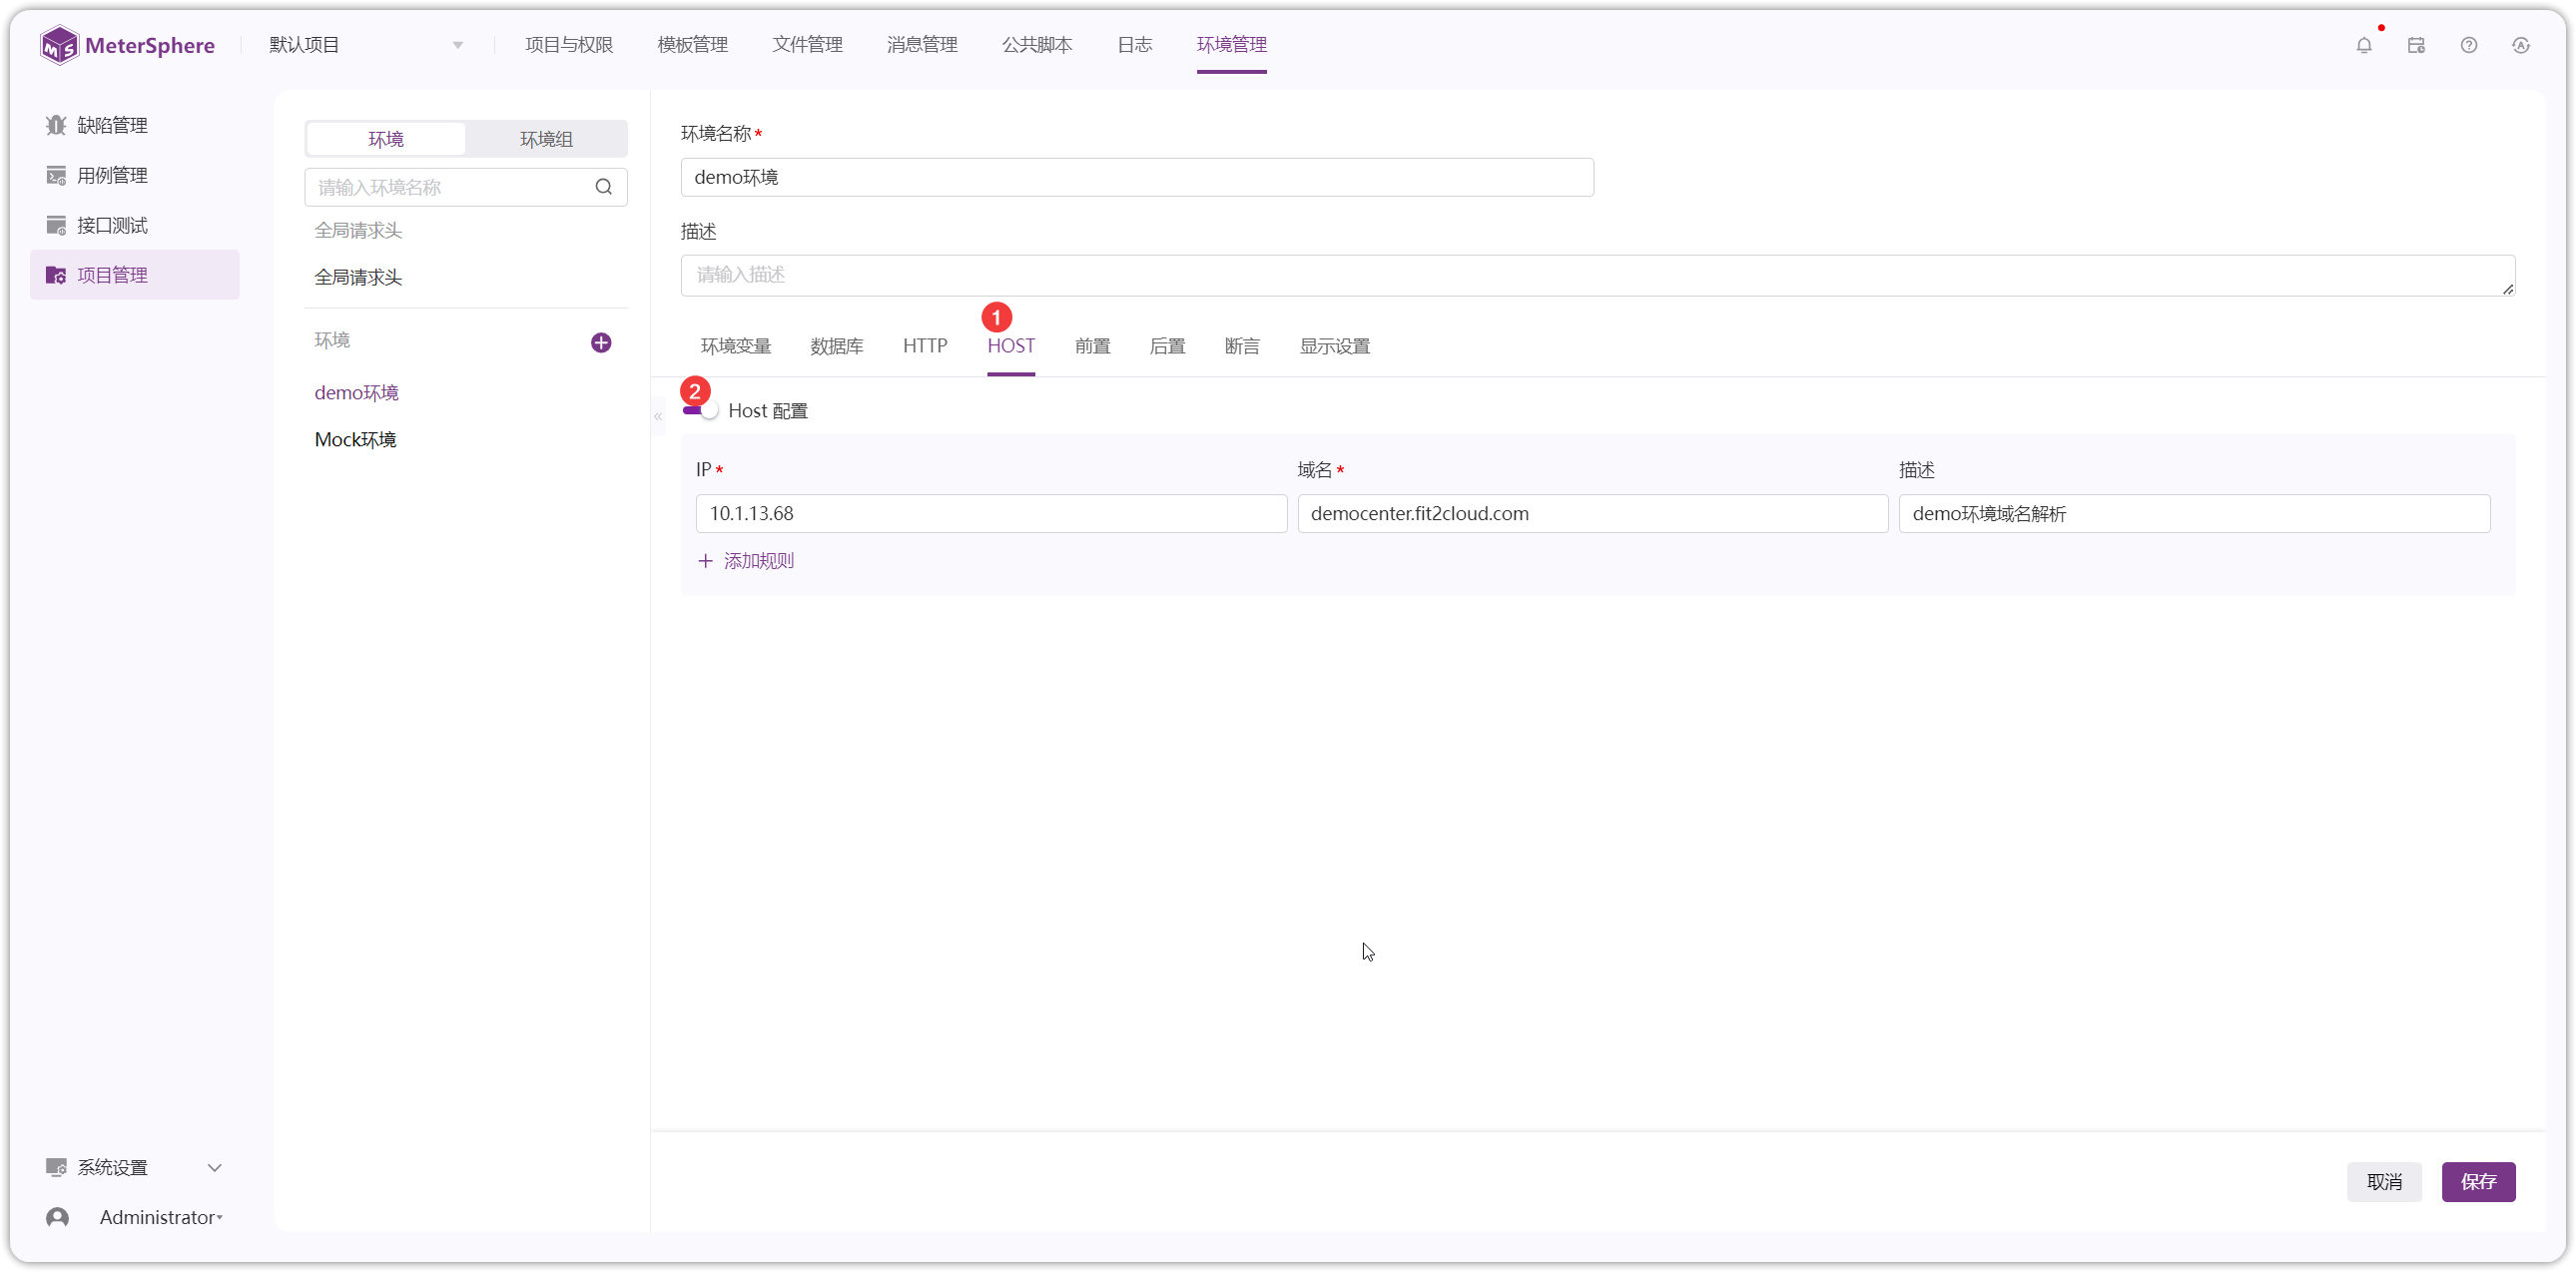 MeterSphere 默认项目 项目与权限 模板管理 文件管理 消息管理 公共脚本 日志 环境管理
缺陷管理
用例管理
接口测试
项目管理
系统设置
Administrator
环境 环境组
请输入环境名称
全局请求头
全局请求头
环境
demo环境
Mock环境
环境名称*
demo环境
描述
请输入描述
1
环境变量 数据库 HTTP HOST 前置 后置 断言 显示设置
2
Host 配置
IP* 域名* 描述
10.1.13.68 democenter.fit2cloud.com demo环境域名解析
+ 添加规则
取消 保存